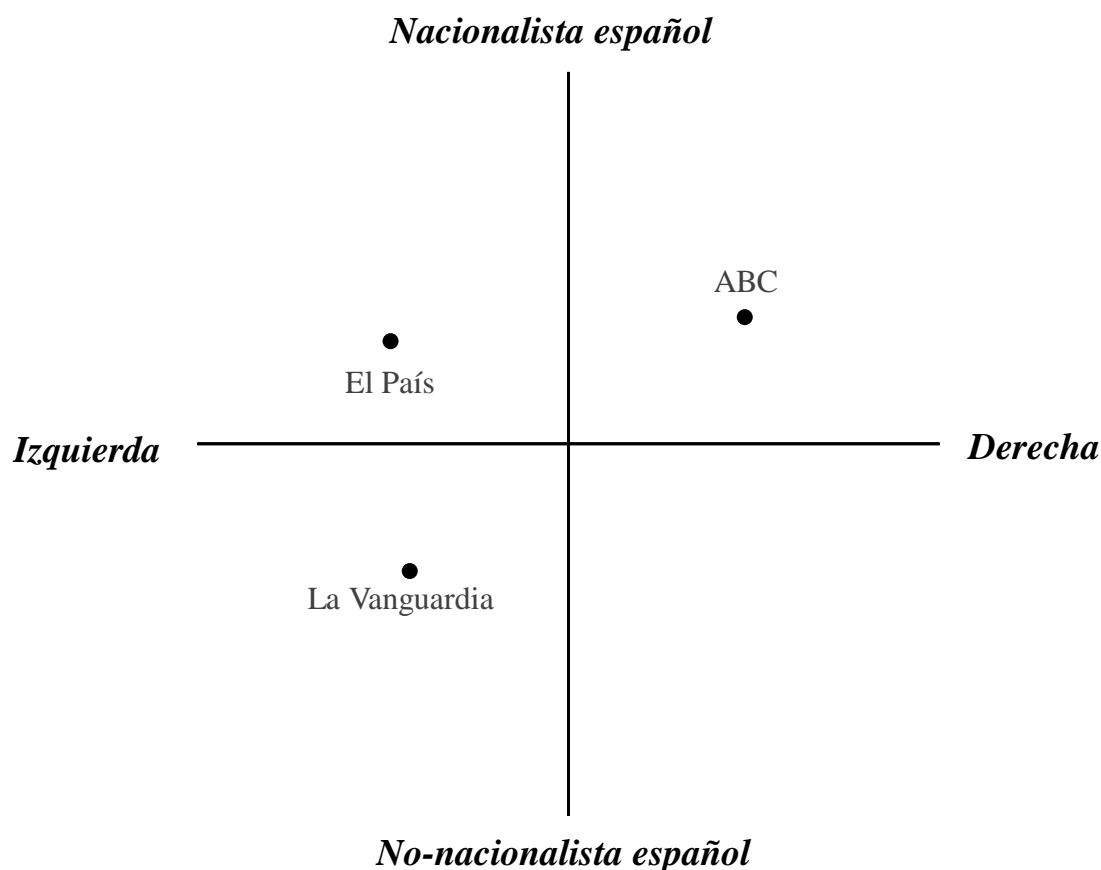 Nacionalista español
ABC
El País
Izquierda
Derecha
La Vanguardia
No-nacionalista español